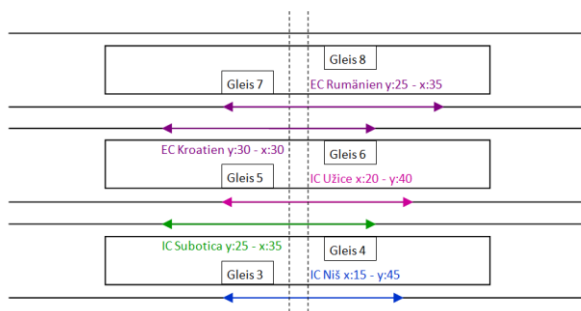 Gleis 8
Gleis 7
EC Rumänien y:25 - x:35
EC Kroatien y:30 - x:30
Gleis 6
Gleis 5
IC Užice x:20 - y:40
IC Subotica y:25 - x:35
Gleis 4
Gleis 3
IC Niš x:15 - y:45